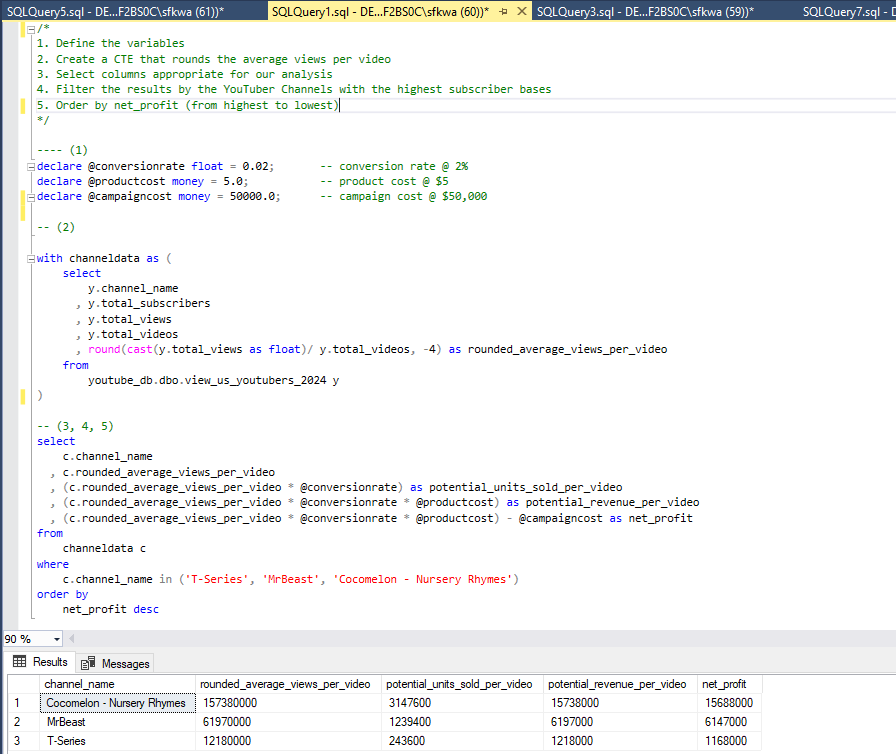 SQLQuery5.sql - DE...F2BS0C\sfkwa (61))* SQLQuery1.sql - DE...F2BS0C\sfkwa (60))* SQLQuery3.sql - DE...F2BS0C\sfkwa (59))* SQLQuery7.sql - D
/*
1. Define the variables
2. Create a CTE that rounds the average views per video
3. Select columns appropriate for our analysis
4. Filter the results by the YouTuber Channels with the highest subscriber bases
5. Order by net_profit (from highest to lowest)
*/
---- (1)
declare @conversionrate float = 0.02; -- conversion rate @ 2%
declare @productcost money = 5.0; -- product cost @ $5
declare @campaigncost money = 50000.0; -- campaign cost @ $50,000
-- (2)
with channeldata as (
select
y.channel_name
, y.total_subscribers
, y.total_views
, y.total_videos
, round(cast(y.total_views as float)/ y.total_videos, -4) as rounded_average_views_per_video
from
youtube_db.dbo.view_us_youtubers_2024 y
)
-- (3, 4, 5)
select
c.channel_name
, c.rounded_average_views_per_video
, (c.rounded_average_views_per_video * @conversionrate) as potential_units_sold_per_video
, (c.rounded_average_views_per_video * @conversionrate * @productcost) as potential_revenue_per_video
, (c.rounded_average_views_per_video * @conversionrate * @productcost) - @campaigncost as net_profit
from
channeldata c
where
c.channel_name in ('T-Series', 'MrBeast', 'Cocomelon - Nursery Rhymes')
order by
net_profit desc
90 %
Results Messages
channel_name rounded_average_views_per_video potential_units_sold_per_video potential_revenue_per_video net_profit
1 Cocomelon - Nursery Rhymes 157380000 3147600 15738000 15688000
2 MrBeast 61970000 1239400 6197000 6147000
3 T-Series 12180000 243600 1218000 1168000